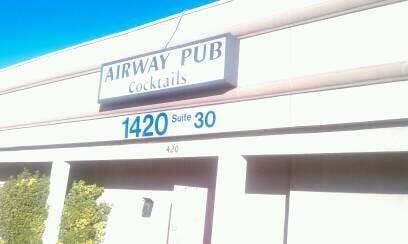 AIRWAY PUB
Cocktails
1420 Suite 30
420